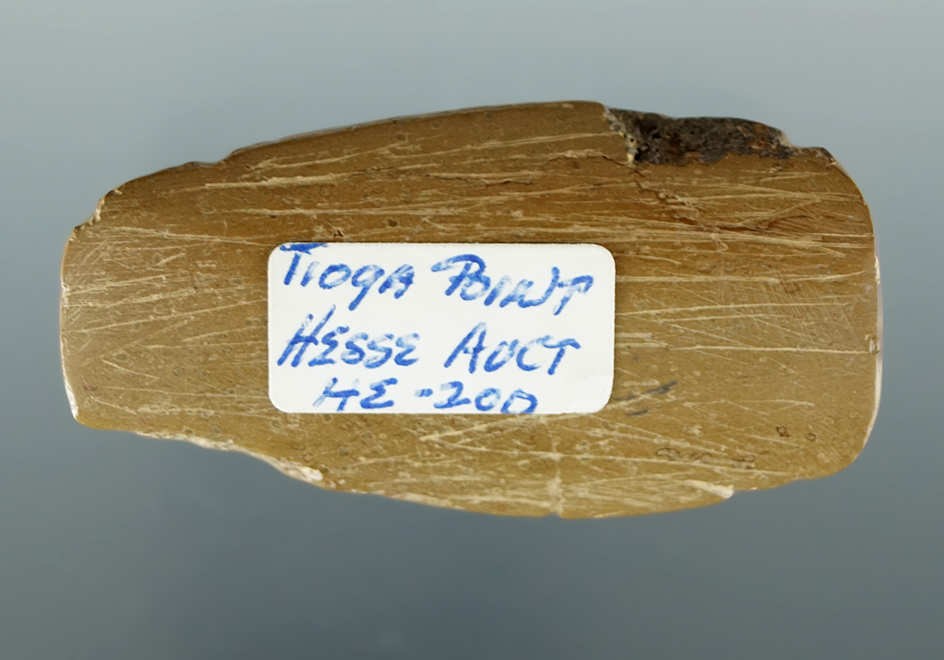 TIOGA POINT
HESSE AUCT
HE-200